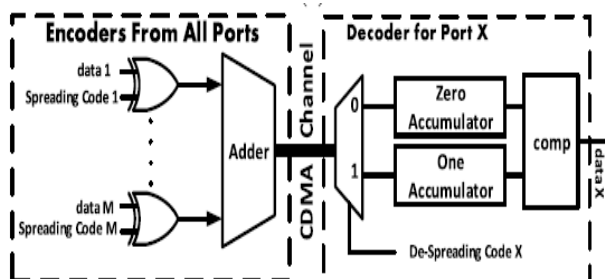 Encoders From All Ports
data 1
Spreading Code 1
data M
Spreading Code M
Adder
CDMA Channel
Decoder for Port X
0
1
Zero
Accumulator
One
Accumulator
comp
data X
De-Spreading Code X